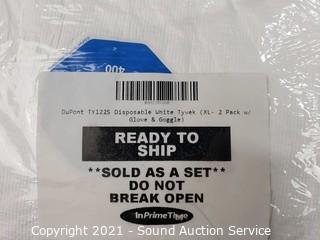 400
DuPont TY122S Disposable White Tyvek (XL- 2 Pack w/
Glove & Goggle)
READY TO
SHIP
**SOLD AS A SET**
DO NOT
BREAK OPEN
InPrimeTime
Copyright 2021 - Sound Auction Service